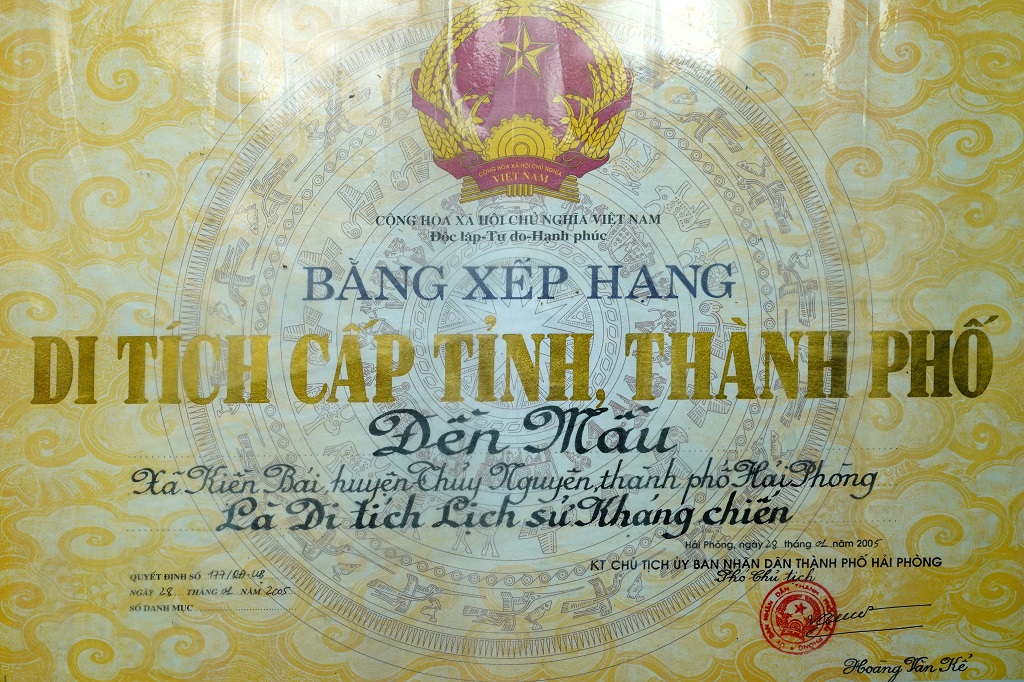 CỘNG HÒA XÃ HỘI CHỦ NGHĨA
VIỆT NAM
CỘNG HÒA XÃ HỘI CHỦ NGHĨA VIỆT NAM
Độc lập-Tự do-Hạnh phúc
BẰNG XẾP HẠNG
DI TÍCH CẤP TỈNH, THÀNH PHỐ
Đền Mẫu
Xã Kiền Bái, huyện Thủy Nguyên, thành phố Hải Phòng
Là Di tích Lịch sử Kháng chiến
Hải Phòng, ngày 28 tháng 01 năm 2005
KT CHỦ TỊCH ỦY BAN NHÂN DÂN THÀNH PHỐ HẢI PHÒNG
Phó Chủ tịch
QUYẾT ĐỊNH SỐ 177/QĐ-UB
NGÀY 28 THÁNG 01 NĂM 2005
SỐ DANH MỤC
Hoàng Văn Kể